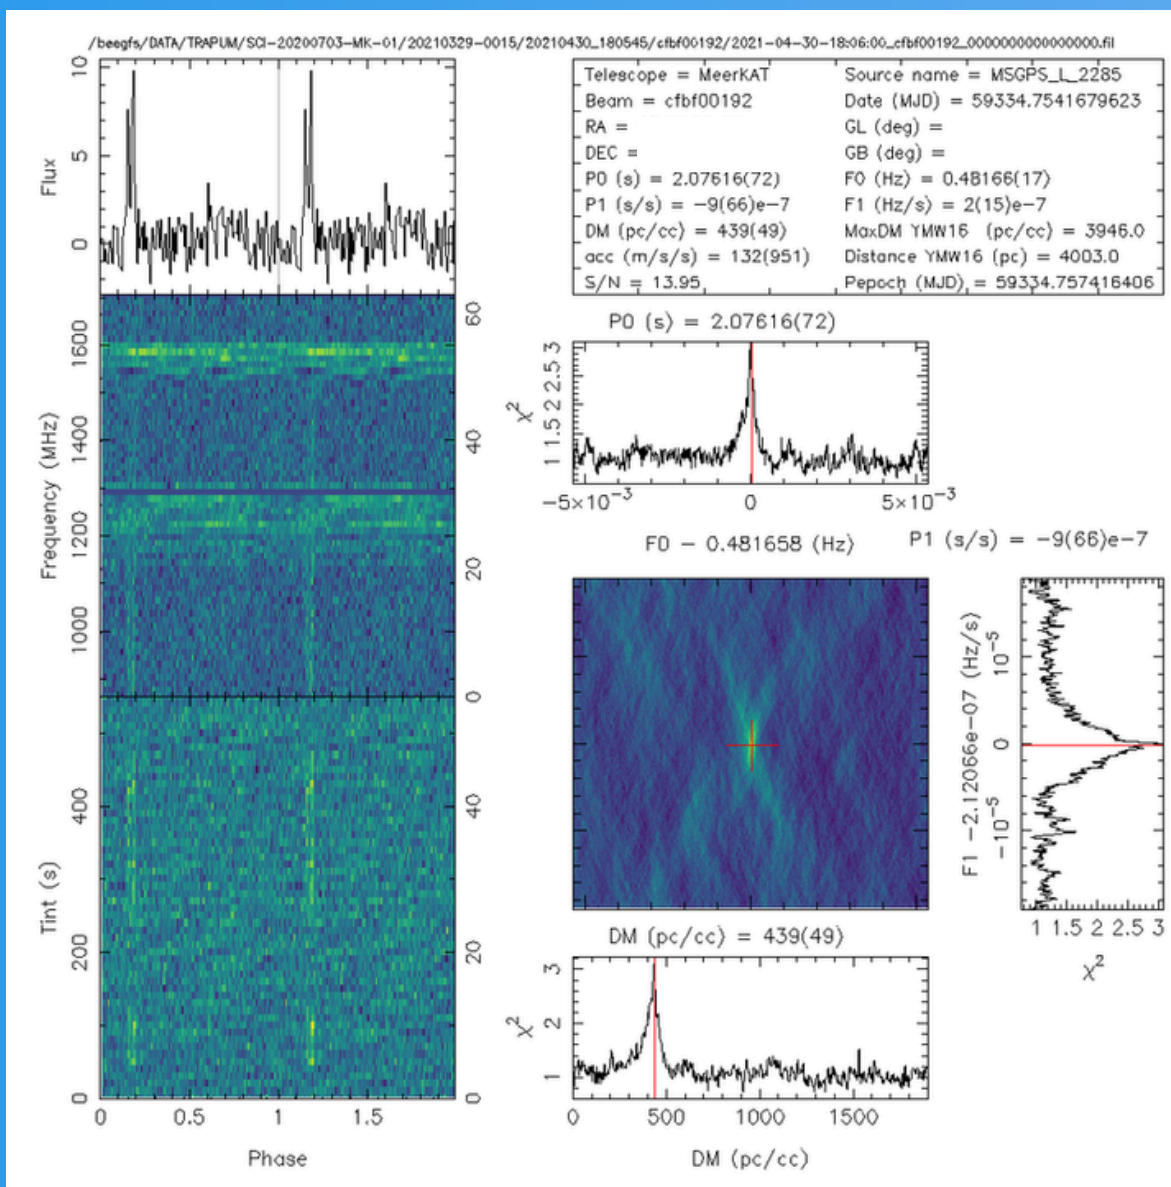 /beegfs/DATA/TRAPUM/SCI-20200703-MK-01/20210329-0015/20210430_180545/cfbf00192/2021-04-30-18:06:00_cfbf00192_0000000000000000.fil
Telescope = MeerKAT Source name = MSGPS_L_2285
Beam = cfbf00192 Date (MJD) = 59334.7541679623
RA = GL (deg) =
DEC = GB (deg) =
P0 (s) = 2.07616(72) F0 (Hz) = 0.48166(17)
P1 (s/s) = -9(66)e-7 F1 (Hz/s) = 2(15)e-7
DM (pc/cc) = 439(49) MaxDM YMW16 (pc/cc) = 3946.0
acc (m/s/s) = 132(951) Distance YMW16 (pc) = 4003.0
S/N = 13.95 Pepoch (MJD) = 59334.757416406
Flux
0 5 10
Frequency (MHz)
1000 1200 1400 1600
0 20 40 60
Tint (s)
0 200 400
0 20 40
0 0.5 1 1.5
Phase
P0 (s) = 2.07616(72)
χ²
1 1.5 2 2.5 3
-5×10⁻³ 0 5×10⁻³
F0 - 0.481658 (Hz)
P1 (s/s) = -9(66)e-7
F1 -2.12066e-07 (Hz/s)
-10⁻⁵ 0 10⁻⁵
1 1.5 2 2.5 3
χ²
DM (pc/cc) = 439(49)
χ²
1 2 3
0 500 1000 1500
DM (pc/cc)